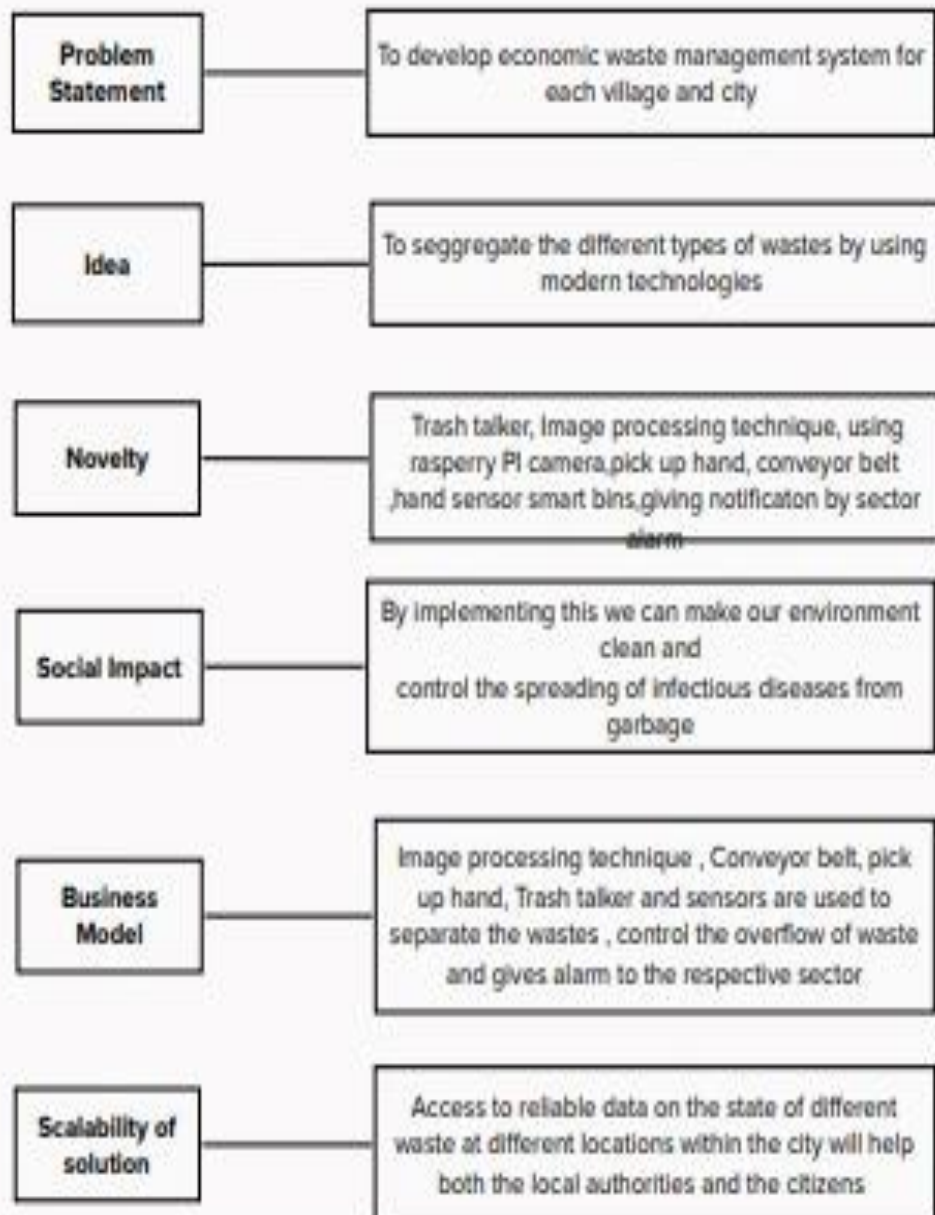 Problem
Statement
To develop economic waste management system for
each village and city
Idea
To seggregate the different types of wastes by using
modern technologies
Novelty
Trash talker, Image processing technique, using
rasperry PI camera,pick up hand, conveyor belt
,hand sensor smart bins,giving notificaton by sector
alarm
Social Impact
By implementing this we can make our environment
clean and
control the spreading of infectious diseases from
garbage
Business
Model
Image processing technique , Conveyor belt, pick
up hand, Trash talker and sensors are used to
separate the wastes , control the overflow of waste
and gives alarm to the respective sector
Scalability of
solution
Access to reliable data on the state of different
waste at different locations within the city will help
both the local authorities and the citizens